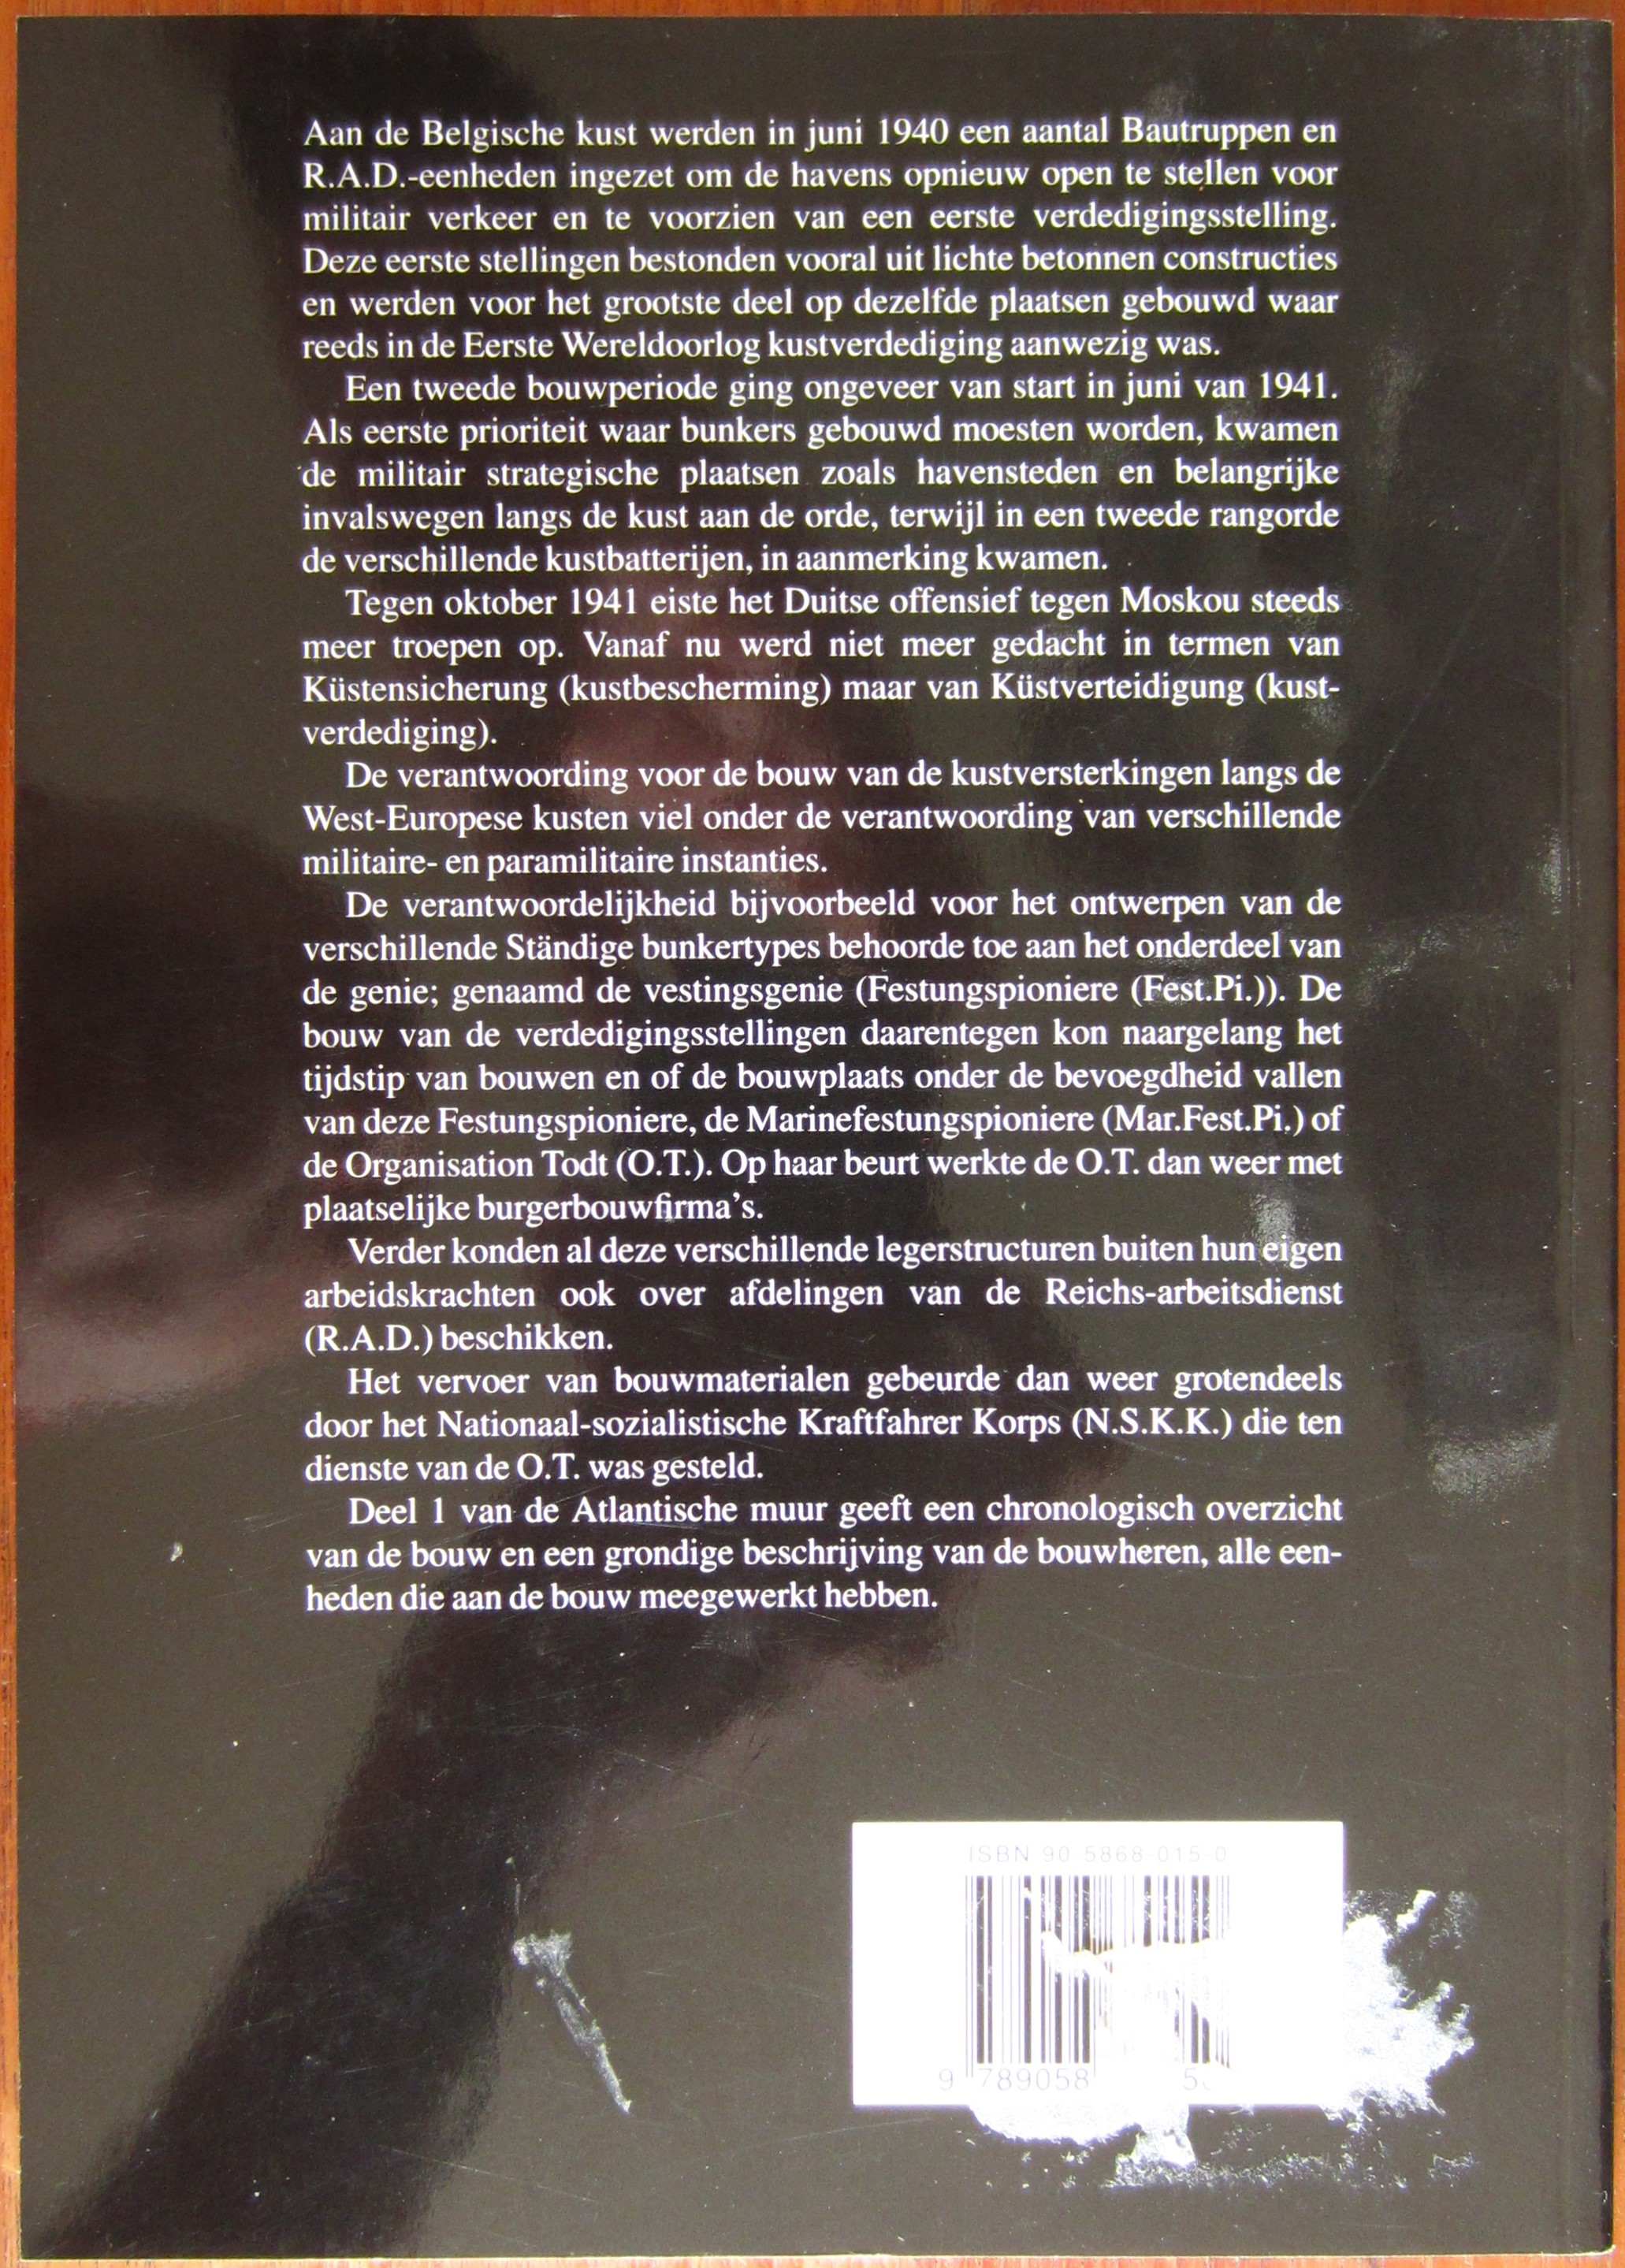 Aan de Belgische kust werden in juni 1940 een aantal Bautruppen en
R.A.D.-eenheden ingezet om de havens opnieuw open te stellen voor
militair verkeer en te voorzien van een eerste verdedigingsstelling.
Deze eerste stellingen bestonden vooral uit lichte betonnen constructies
en werden voor het grootste deel op dezelfde plaatsen gebouwd waar
reeds in de Eerste Wereldoorlog kustverdediging aanwezig was.
Een tweede bouwperiode ging ongeveer van start in juni van 1941.
Als eerste prioriteit waar bunkers gebouwd moesten worden, kwamen
de militair strategische plaatsen zoals havensteden en belangrijke
invalswegen langs de kust aan de orde, terwijl in een tweede rangorde
de verschillende kustbatterijen, in aanmerking kwamen.
Tegen oktober 1941 eiste het Duitse offensief tegen Moskou steeds
meer troepen op. Vanaf nu werd niet meer gedacht in termen van
Küstensicherung (kustbescherming) maar van Küstverteidigung (kust-
verdediging).
De verantwoording voor de bouw van de kustversterkingen langs de
West-Europese kusten viel onder de verantwoording van verschillende
militaire- en paramilitaire instanties.
De verantwoordelijkheid bijvoorbeeld voor het ontwerpen van de
verschillende Ständige bunkertypes behoorde toe aan het onderdeel van
de genie; genaamd de vestingsgenie (Festungspioniere (Fest.Pi.)). De
bouw van de verdedigingsstellingen daarentegen kon naargelang het
tijdstip van bouwen en of de bouwplaats onder de bevoegdheid vallen
van deze Festungspioniere, de Marinefestungspioniere (Mar.Fest.Pi.) of
de Organisation Todt (O.T.). Op haar beurt werkte de O.T. dan weer met
plaatselijke burgerbouwfirma's.
Verder konden al deze verschillende legerstructuren buiten hun eigen
arbeidskrachten ook over afdelingen van de Reichs-arbeitsdienst
(R.A.D.) beschikken.
Het vervoer van bouwmaterialen gebeurde dan weer grotendeels
door het Nationaal-sozialistische Kraftfahrer Korps (N.S.K.K.) die ten
dienste van de O.T. was gesteld.
Deel 1 van de Atlantische muur geeft een chronologisch overzicht
van de bouw en een grondige beschrijving van de bouwheren, alle een-
heden die aan de bouw meegewerkt hebben.
ISBN 90-5868-015-0
9 789058